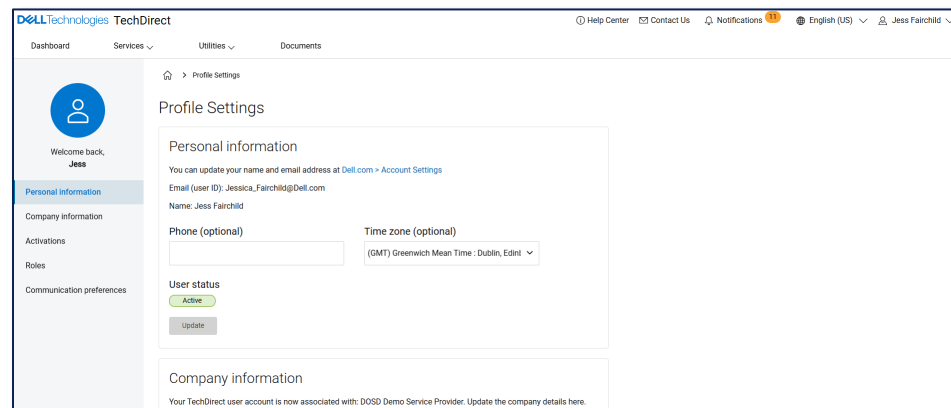 DELLTechnologies TechDirect
Help Center Contact Us Notifications 11 English (US) Jess Fairchild
Dashboard Services Utilities Documents
> Profile Settings
Welcome back,
Jess
Personal information
Company information
Activations
Roles
Communication preferences
Profile Settings
Personal information
You can update your name and email address at Dell.com > Account Settings
Email (user ID): Jessica_Fairchild@Dell.com
Name: Jess Fairchild
Phone (optional) Time zone (optional)
(GMT) Greenwich Mean Time : Dublin, Edinl
User status
Active
Update
Company information
Your TechDirect user account is now associated with: DOSD Demo Service Provider. Update the company details here.